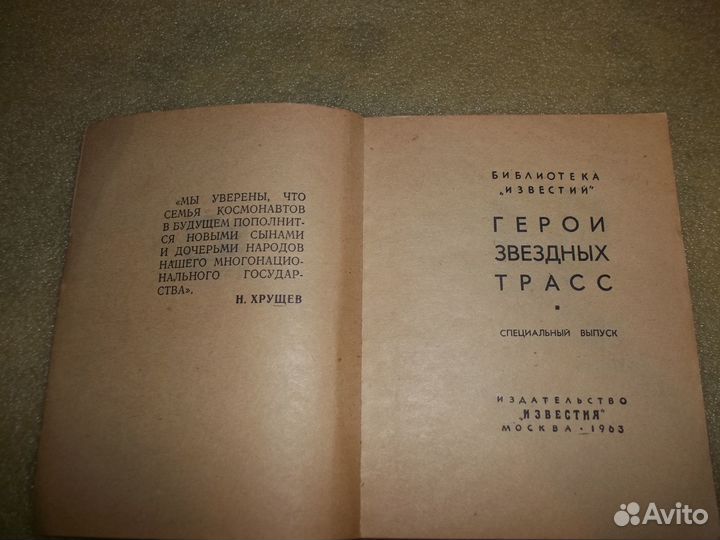 «МЫ УВЕРЕНЫ, ЧТО
СЕМЬЯ КОСМОНАВТОВ
В БУДУЩЕМ ПОПОЛНИТ-
СЯ НОВЫМИ СЫНАМИ
И ДОЧЕРЬМИ НАРОДОВ
НАШЕГО МНОГОНАЦИО-
НАЛЬНОГО ГОСУДАР-
СТВА».
Н. ХРУЩЕВ
БИБЛИОТЕКА
„ИЗВЕСТИЙ"
ГЕРОИ
ЗВЕЗДНЫХ
ТРАСС
СПЕЦИАЛЬНЫЙ ВЫПУСК
ИЗДАТЕЛЬСТВО
„ИЗВЕСТИЯ"
МОСКВА · 1963
Avito